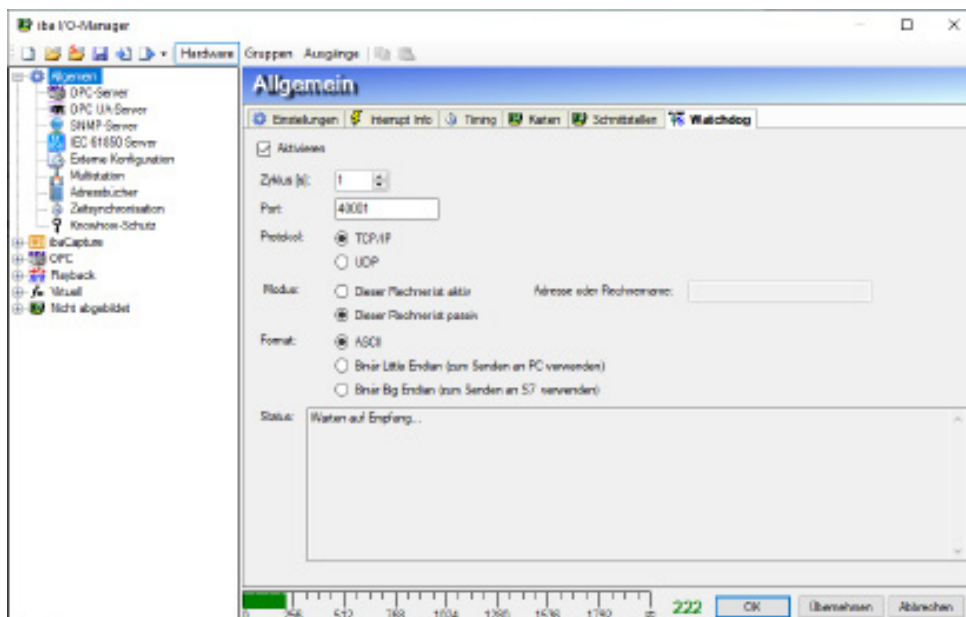 iba I/O-Manager
Hardware Gruppen Ausgänge
Allgemein
OPC-Server
OPC UA-Server
SNMP-Server
IEC 61850 Server
Externe Konfiguration
Multistation
Adressbücher
Zeitsynchronisation
Knowhow-Schutz
ibaCapture
OPC
Playback
Virtuell
Nicht abgebildet
Allgemein
Einstellungen Interrupt Info Timing Karten Schnittstellen Watchdog
Aktivieren
Zyklus [s]: 1
Port: 40001
Protokol: TCP/IP
UDP
Modus: Dieser Rechner ist aktiv Adresse oder Rechnername:
Dieser Rechner ist passiv
Format: ASCII
Binär Little Endian (zum Senden an PC verwenden)
Binär Big Endian (zum Senden an S7 verwenden)
Status: Warten auf Empfang...
0 256 512 768 1024 1280 1536 1792 ∞ 222 OK Übernehmen Abbrechen